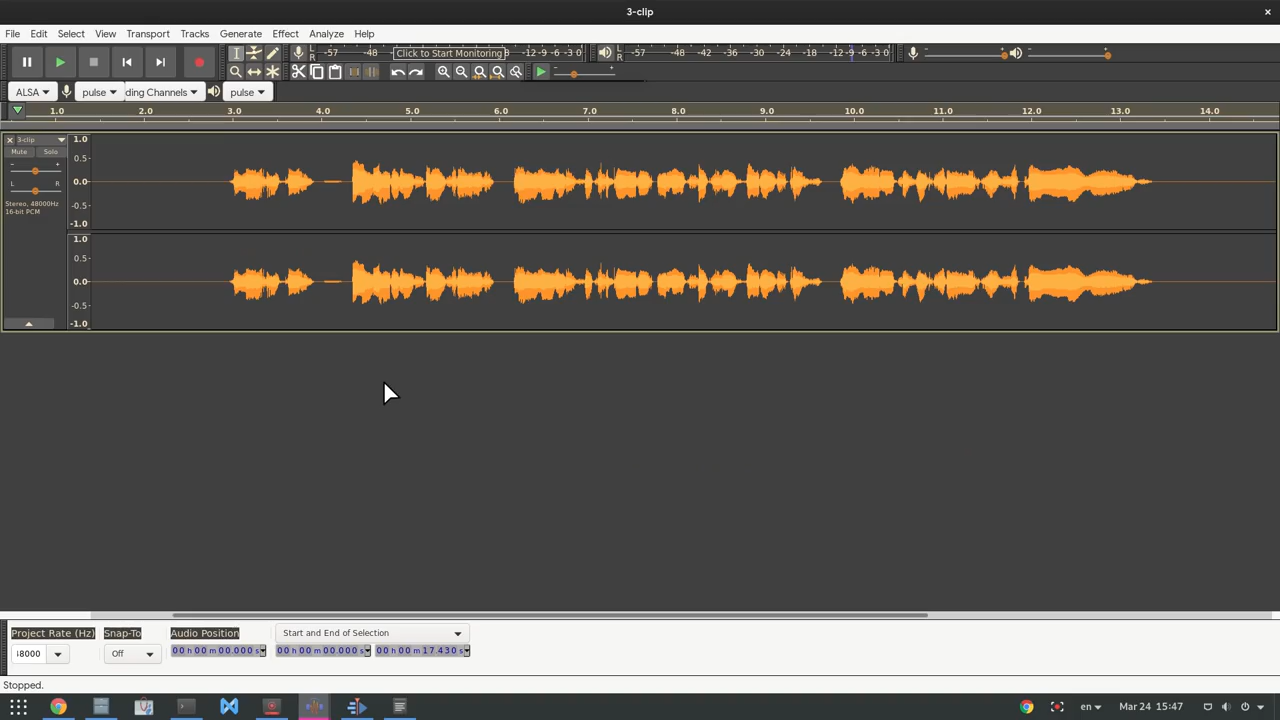 3-clip
File Edit Select View Transport Tracks Generate Effect Analyze Help
L R -57 -48 Click to Start Monitoring -12 -9 -6 -3 0 L R -57 -48 -42 -36 -30 -24 -18 -12 -9 -6 -3 0 - + - +
- +
ALSA pulse ding Channels pulse
1.0 2.0 3.0 4.0 5.0 6.0 7.0 8.0 9.0 10.0 11.0 12.0 13.0 14.0
3-clip
Mute Solo
- +
L R
Stereo, 48000Hz
16-bit PCM
1.0
0.5
0.0
-0.5
-1.0
1.0
0.5
0.0
-0.5
-1.0
Project Rate (Hz) Snap-To Audio Position Start and End of Selection
48000 Off 00 h 00 m 00.000 s 00 h 00 m 00.000 s 00 h 00 m 17.430 s
Stopped.
en Mar 24 15:47